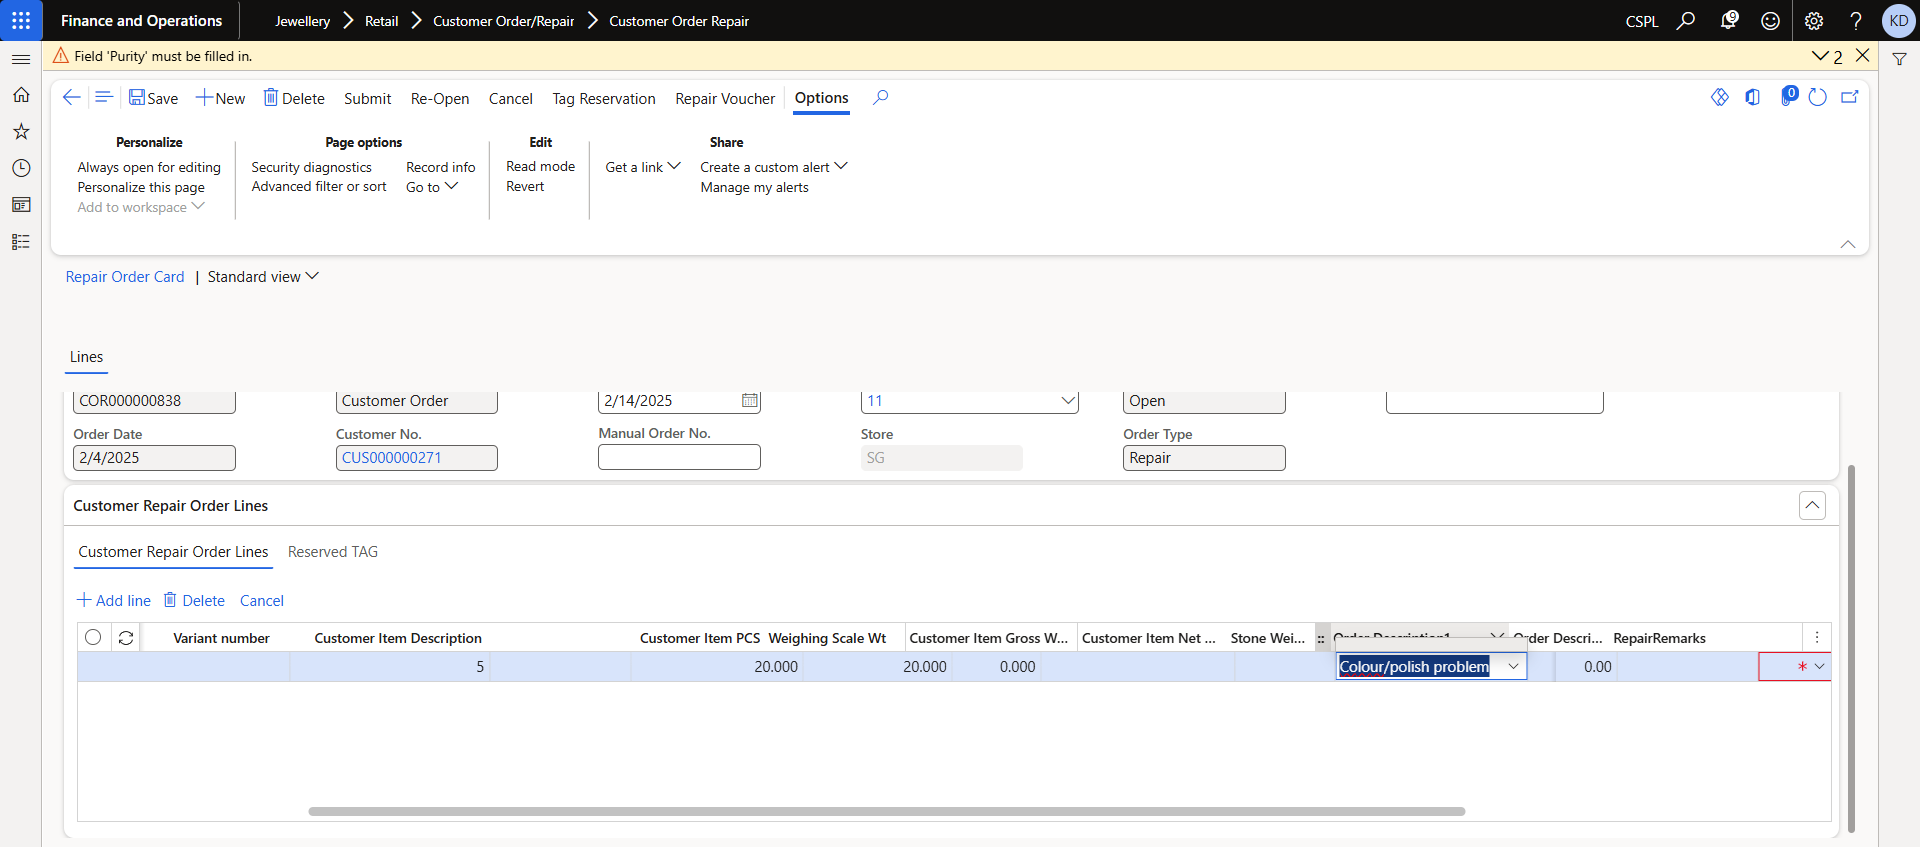 Finance and Operations
Jewellery
Retail
Customer Order/Repair
Customer Order Repair
CSPL
9
KD
Field 'Purity' must be filled in.
2
Save
New
Delete
Submit
Re-Open
Cancel
Tag Reservation
Repair Voucher
Options
0
Personalize
Always open for editing
Personalize this page
Add to workspace
Page options
Security diagnostics
Advanced filter or sort
Record info
Go to
Edit
Read mode
Revert
Get a link
Share
Create a custom alert
Manage my alerts
Repair Order Card | Standard view
Lines
COR000000838
Customer Order
2/14/2025
11
Open
Order Date
Customer No.
Manual Order No.
Store
Order Type
2/4/2025
CUS000000271
SG
Repair
Customer Repair Order Lines
Customer Repair Order Lines
Reserved TAG
Add line
Delete
Cancel
Variant number
Customer Item Description
Customer Item PCS
Weighing Scale Wt
Customer Item Gross W...
Customer Item Net ...
Stone Wei...
Order Description1
Order Descri...
RepairRemarks
5
20.000
20.000
0.000
Colour/polish problem
0.00
*